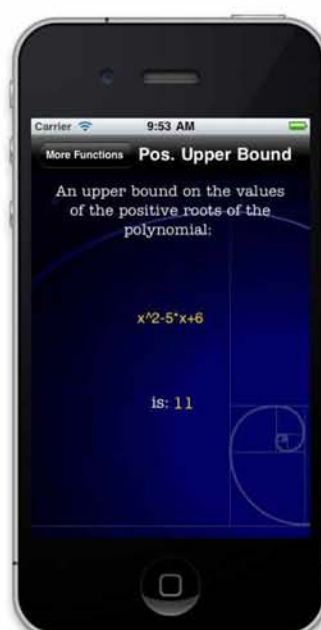 Carrier 9:53 AM
More Functions Pos. Upper Bound
An upper bound on the values
of the positive roots of the
polynomial:
x^2-5*x+6
is: 11